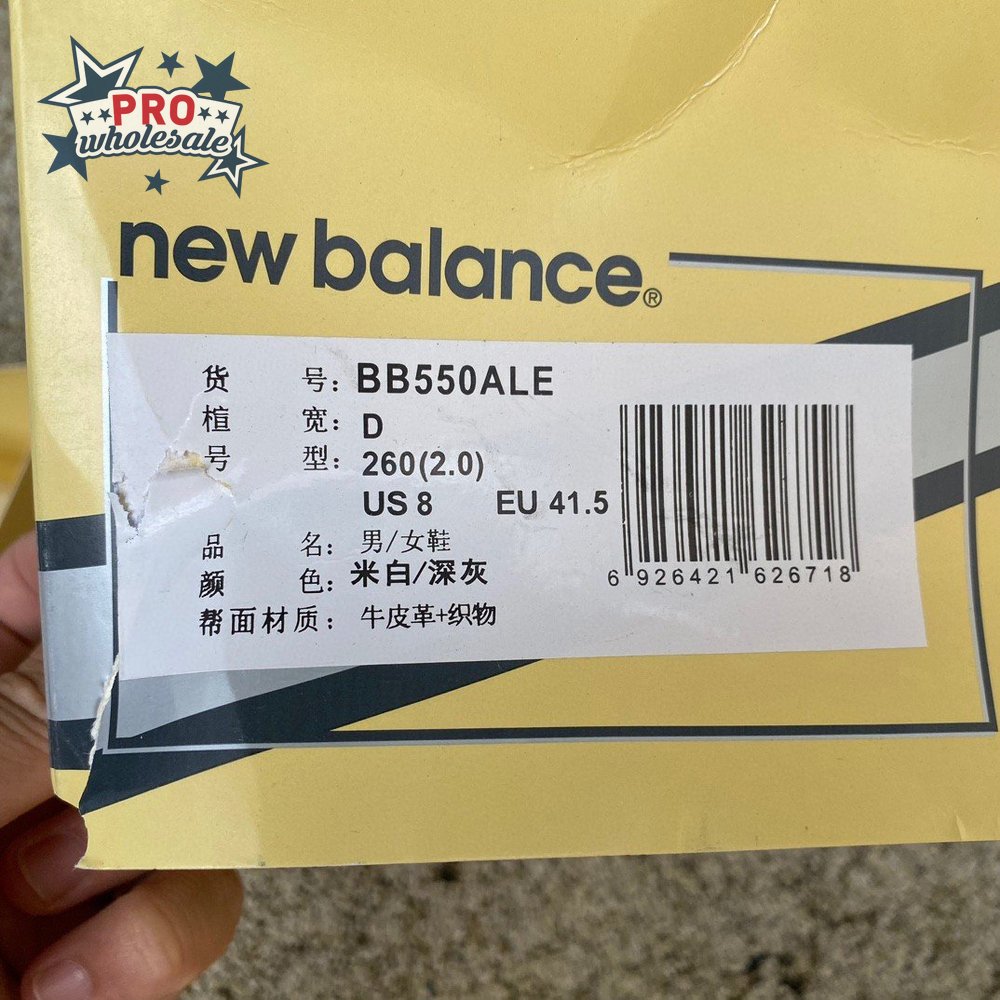 PRO
wholesale
new balance®
货 号: BB550ALE
楦 宽: D
号 型: 260(2.0)
US 8 EU 41.5
品 名: 男/女鞋
颜 色: 米白/深灰
帮面材质: 牛皮革+织物
6 926421 626718